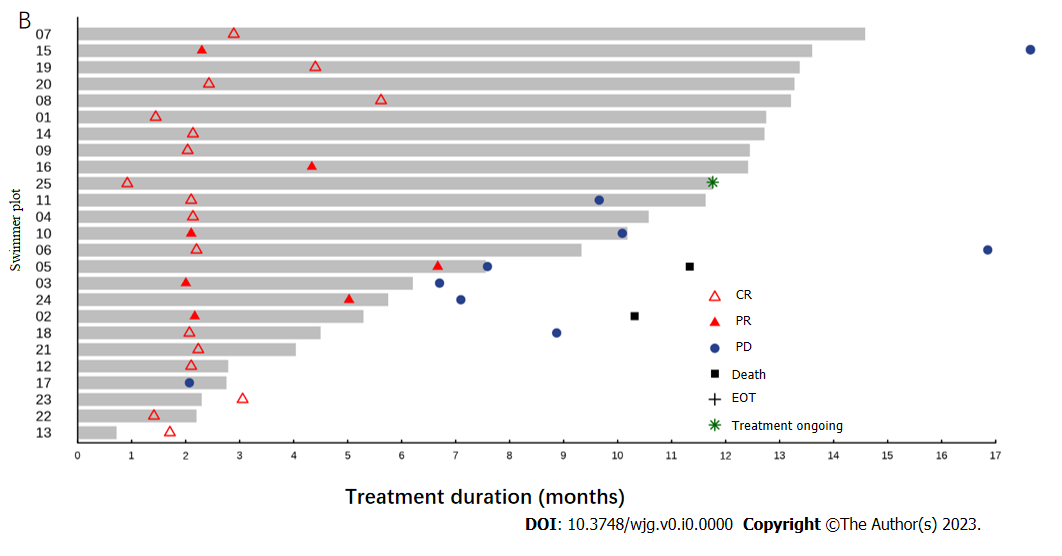 B
Swimmer plot
07
15
19
20
08
01
14
09
16
25
11
04
10
06
05
03
24
02
18
21
12
17
23
22
13
CR
PR
PD
Death
EOT
Treatment ongoing
0 1 2 3 4 5 6 7 8 9 10 11 12 13 14 15 16 17
Treatment duration (months)
DOI: 10.3748/wjg.v0.i0.0000 Copyright ©The Author(s) 2023.